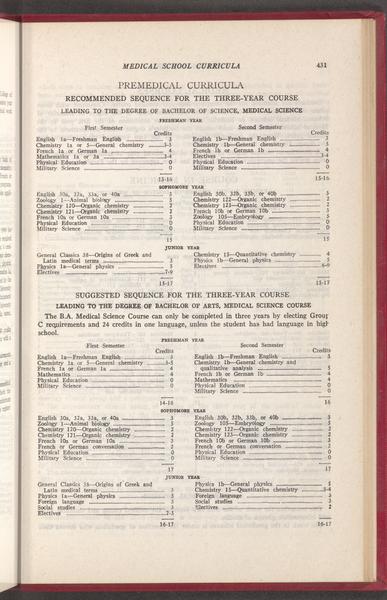 MEDICAL SCHOOL CURRICULA 431
PREMEDICAL CURRICULA
RECOMMENDED SEQUENCE FOR THE THREE-YEAR COURSE
LEADING TO THE DEGREE OF BACHELOR OF SCIENCE, MEDICAL SCIENCE
FRESHMAN YEAR
First Semester
Credits
English 1a—Freshman English 3
Chemistry 1a or 5—General chemistry 3-5
French 1a or German 1a 4
Mathematics 1a or 3a 3-4
Physical Education 0
Military Science 0
15-16
Second Semester
Credits
English 1b—Freshman English 3
Chemistry 1b—General chemistry 5
French 1b or German 1b 4
Electives 3-4
Physical Education 0
Military Science 0
15-16
SOPHOMORE YEAR
English 30a, 32a, 33a, or 40a 3
Zoology 1—Animal biology 5
Chemistry 120—Organic chemistry 2
Chemistry 121—Organic chemistry 2
French 10a or German 10a 3
Physical Education 0
Military Science 0
15
English 30b, 32b, 33b, or 40b 3
Chemistry 122—Organic chemistry 2
Chemistry 123—Organic chemistry 2
French 10b or German 10b 3
Zoology 105—Embryology 5
Physical Education 0
Military Science 0
15
JUNIOR YEAR
General Classics 38—Origins of Greek and
Latin medical terms 3
Physics 1a—General physics 5
Electives 7-9
15-17
Chemistry 15—Quantitative chemistry 4
Physics 1b—General physics 5
Electives
15-17
SUGGESTED SEQUENCE FOR THE THREE-YEAR COURSE
LEADING TO THE DEGREE OF BACHELOR OF ARTS, MEDICAL SCIENCE COURSE
The B.A. Medical Science Course can only be completed in three years by electing Group
C requirements and 24 credits in one language, unless the student has had language in high
school.
FRESHMAN YEAR
First Semester
Credits
English 1a—Freshman English 3
Chemistry 1a or 5—General chemistry 3-5
French 1a or German 1a 4
Mathematics 4
Physical Education 0
Military Science 0
14-16
Second Semester
Credits
English 1b—Freshman English 3
Chemistry 1b—General chemistry and
qualitative analysis 5
French 1b or German 1b 4
Mathematics 4
Physical Education 0
Military Science 0
16
SOPHOMORE YEAR
English 30a, 32a, 33a, or 40a 3
Zoology 1—Animal biology 5
Chemistry 120—Organic chemistry 2
Chemistry 121—Organic chemistry 2
French 10a or German 10a 3
French or German conversation 2
Physical Education 0
Military Science 0
17
English 30b, 32b, 33b, or 40b 3
Zoology 105—Embryology 5
Chemistry 122—Organic chemistry 2
Chemistry 123—Organic chemistry 2
French 10b or German 10b 3
French or German conversation 2
Physical Education 0
Military Science 0
17
JUNIOR YEAR
General Classics 38—Origins of Greek and
Latin medical terms 3
Physics 1a—General physics 5
Foreign language 3
Social studies 3
Electives
16-17
Physics 1b—General physics 5
Chemistry 15—Quantitative chemistry 3-4
Foreign language 3
Social studies 3
Electives 2
16-17